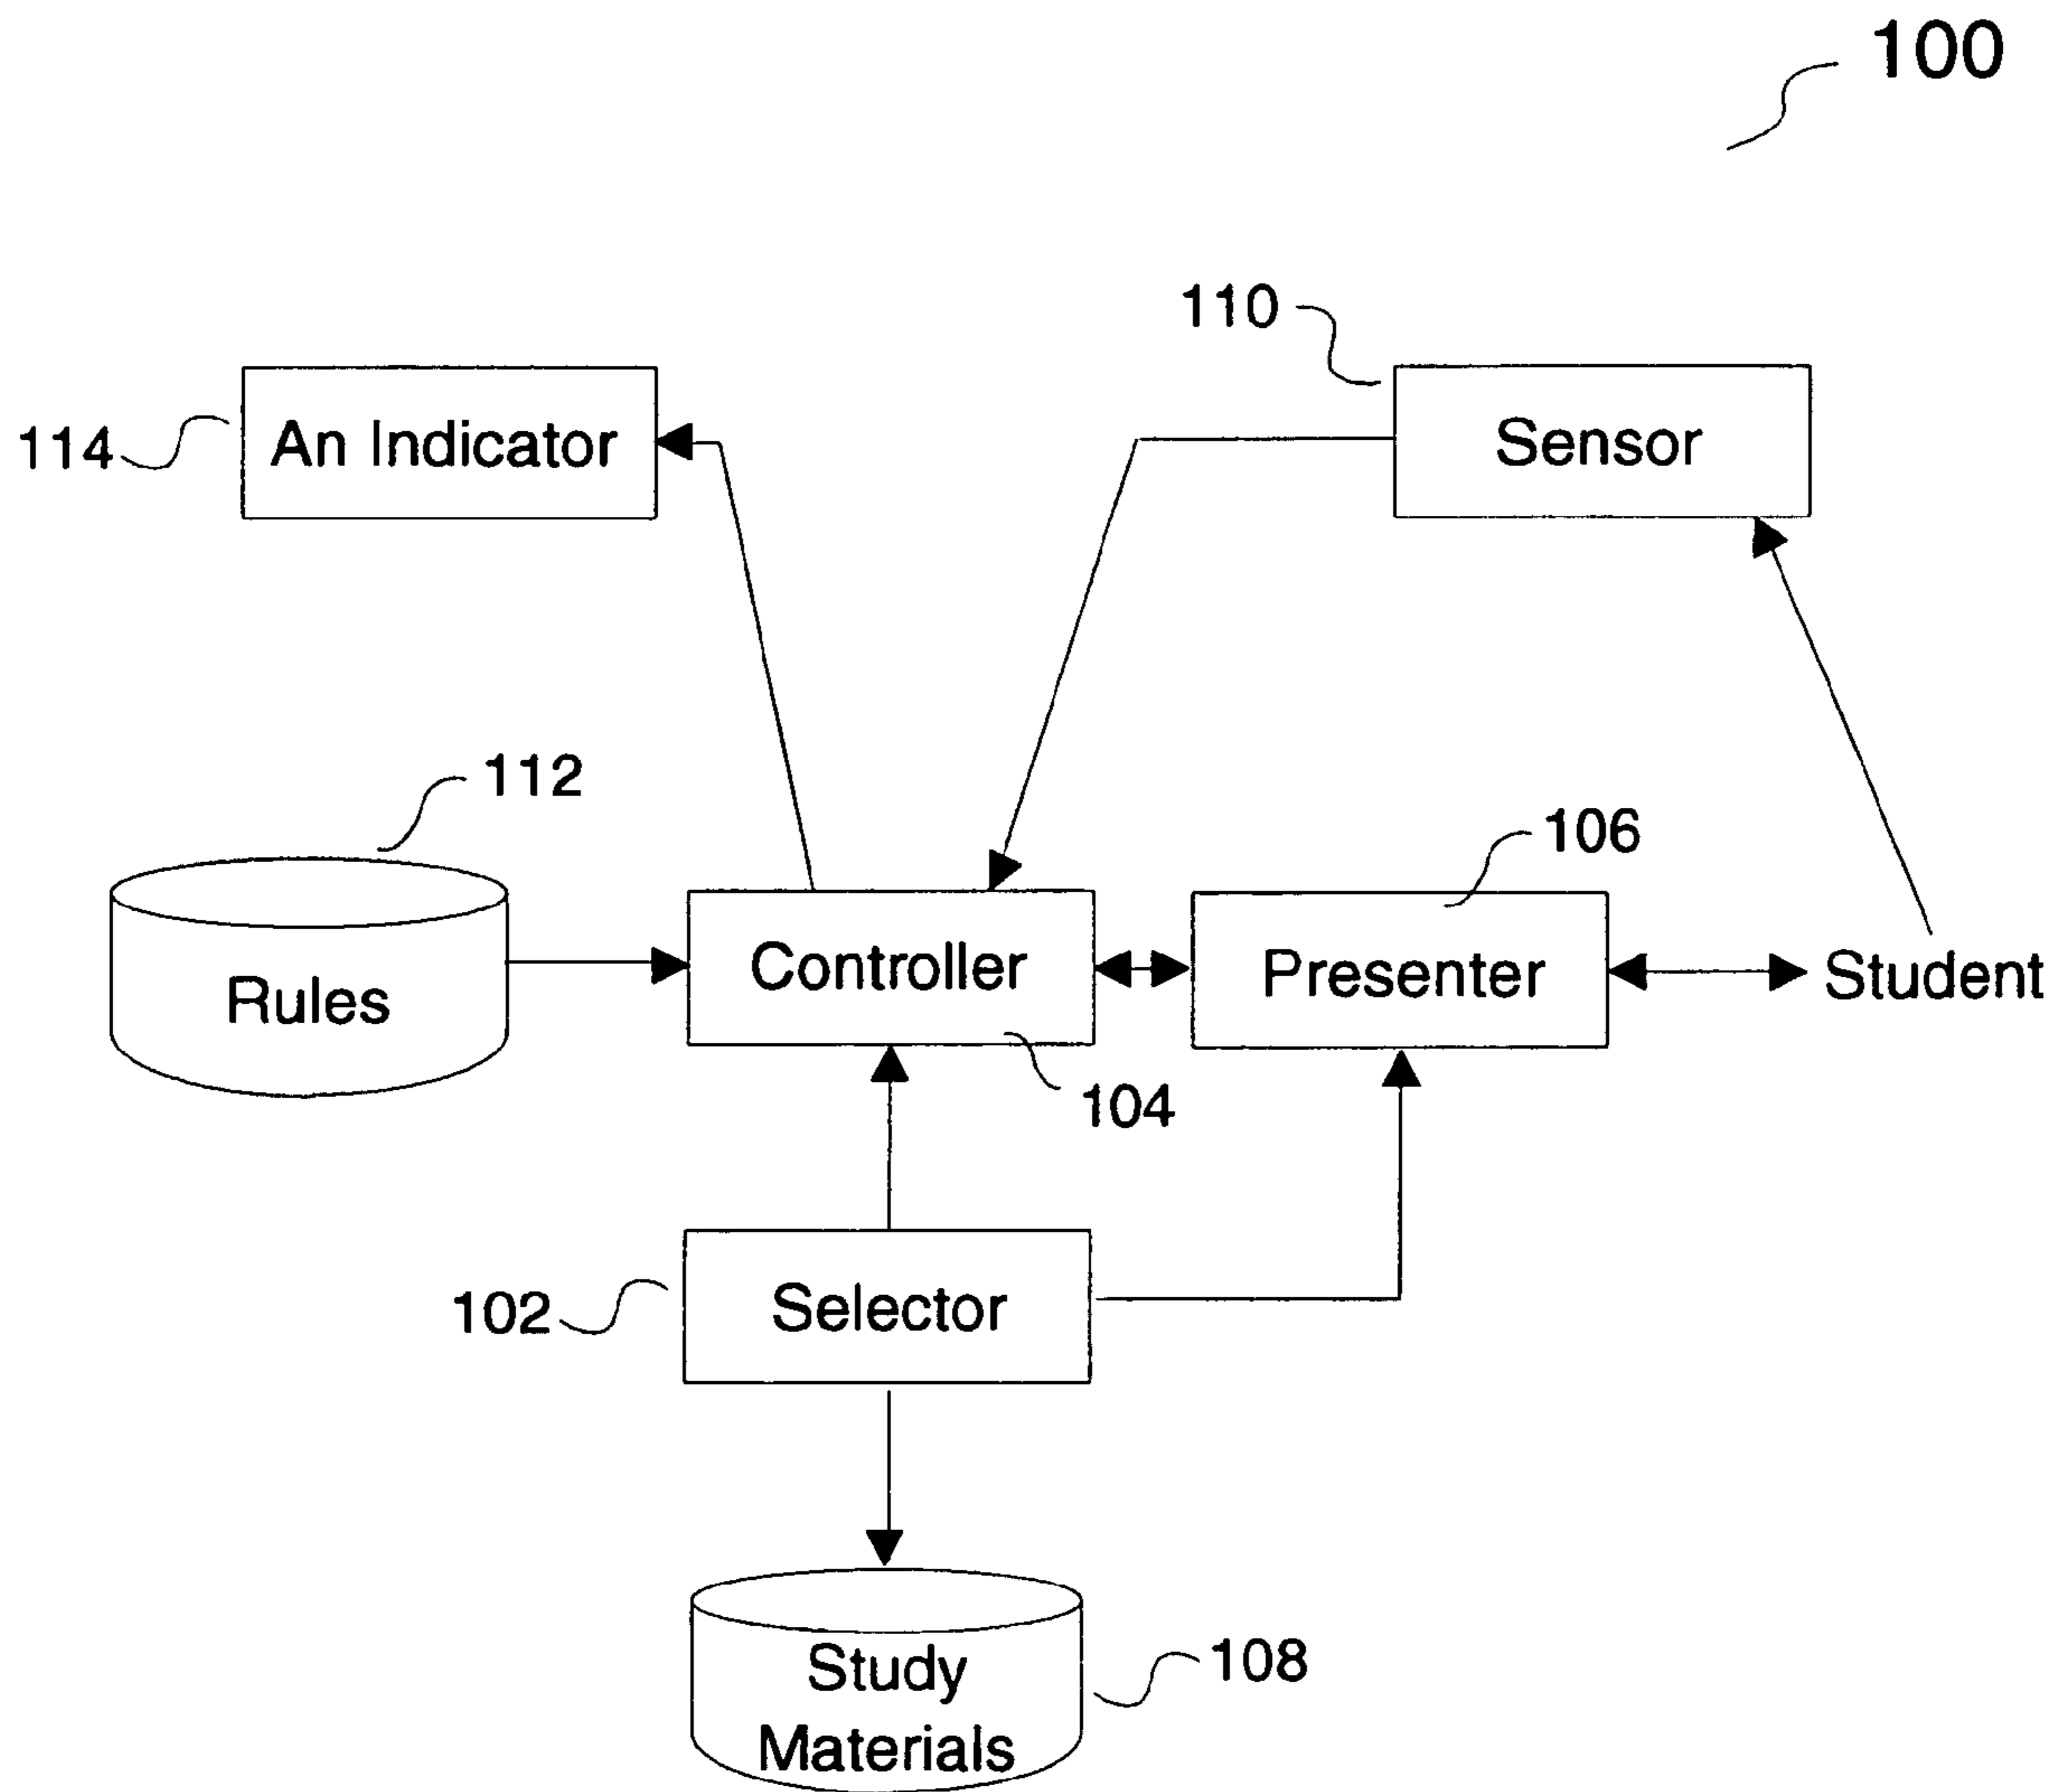 100
110
114
An Indicator
Sensor
112
106
Rules
Controller
Presenter
Student
104
102
Selector
108
Study
Materials